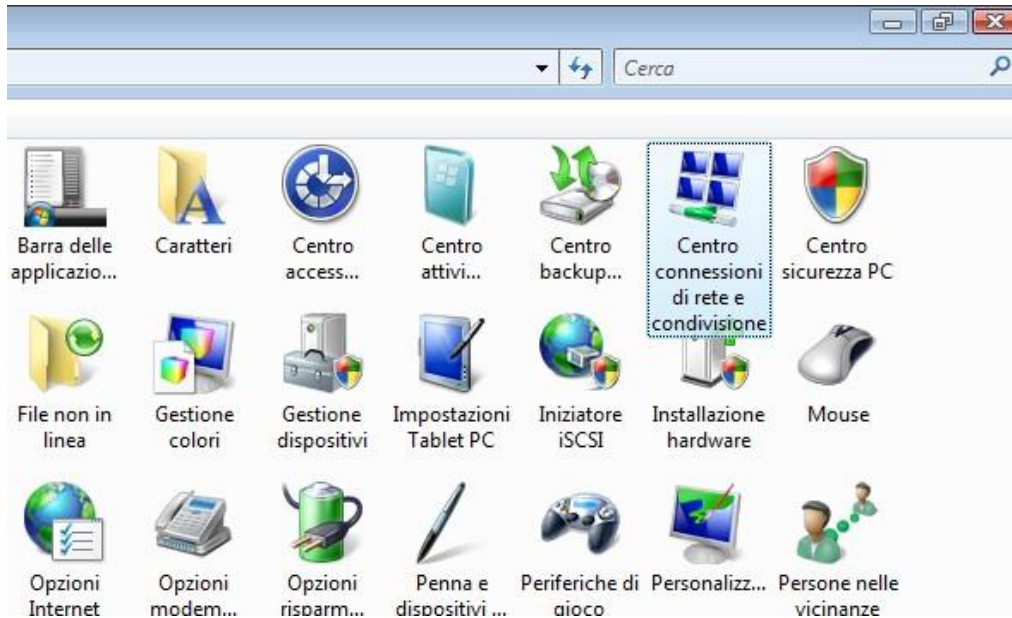 Cerca
Barra delle
applicazio...
Caratteri
Centro
access...
Centro
attivi...
Centro
backup...
Centro
connessioni
di rete e
condivisione
Centro
sicurezza PC
File non in
linea
Gestione
colori
Gestione
dispositivi
Impostazioni
Tablet PC
Iniziatore
iSCSI
Installazione
hardware
Mouse
Opzioni
Internet
Opzioni
modem...
Opzioni
risparm...
Penna e
dispositivi ...
Periferiche di
gioco
Personalizz...
Persone nelle
vicinanze